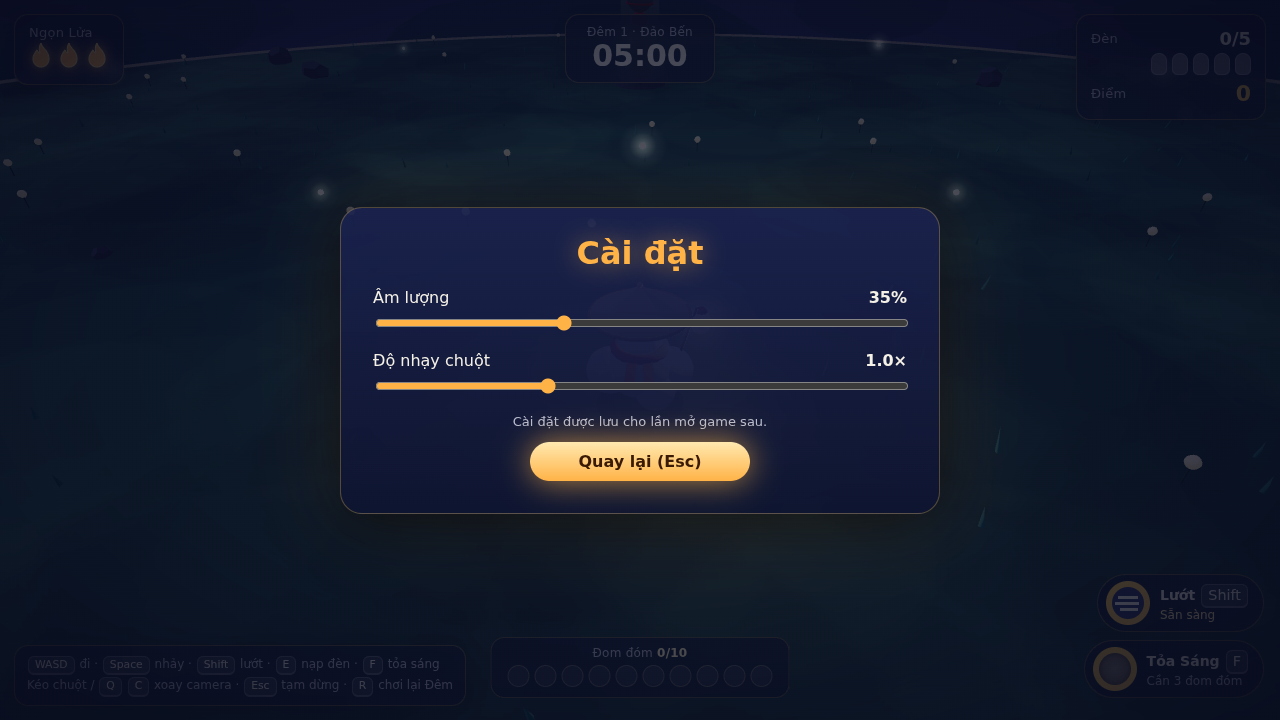 Ngọn Lửa
Đêm 1 · Đảo Bến
05:00
Đèn 0/5
Điểm 0
Cài đặt
Âm lượng 35%
Độ nhạy chuột 1.0×
Cài đặt được lưu cho lần mở game sau.
Quay lại (Esc)
Lướt Shift
Sẵn sàng
Tỏa Sáng F
Cần 3 đom đóm
Đom đóm 0/10
WASD đi · Space nhảy · Shift lướt · E nạp đèn · F tỏa sáng
Kéo chuột / Q C xoay camera · Esc tạm dừng · R chơi lại Đêm